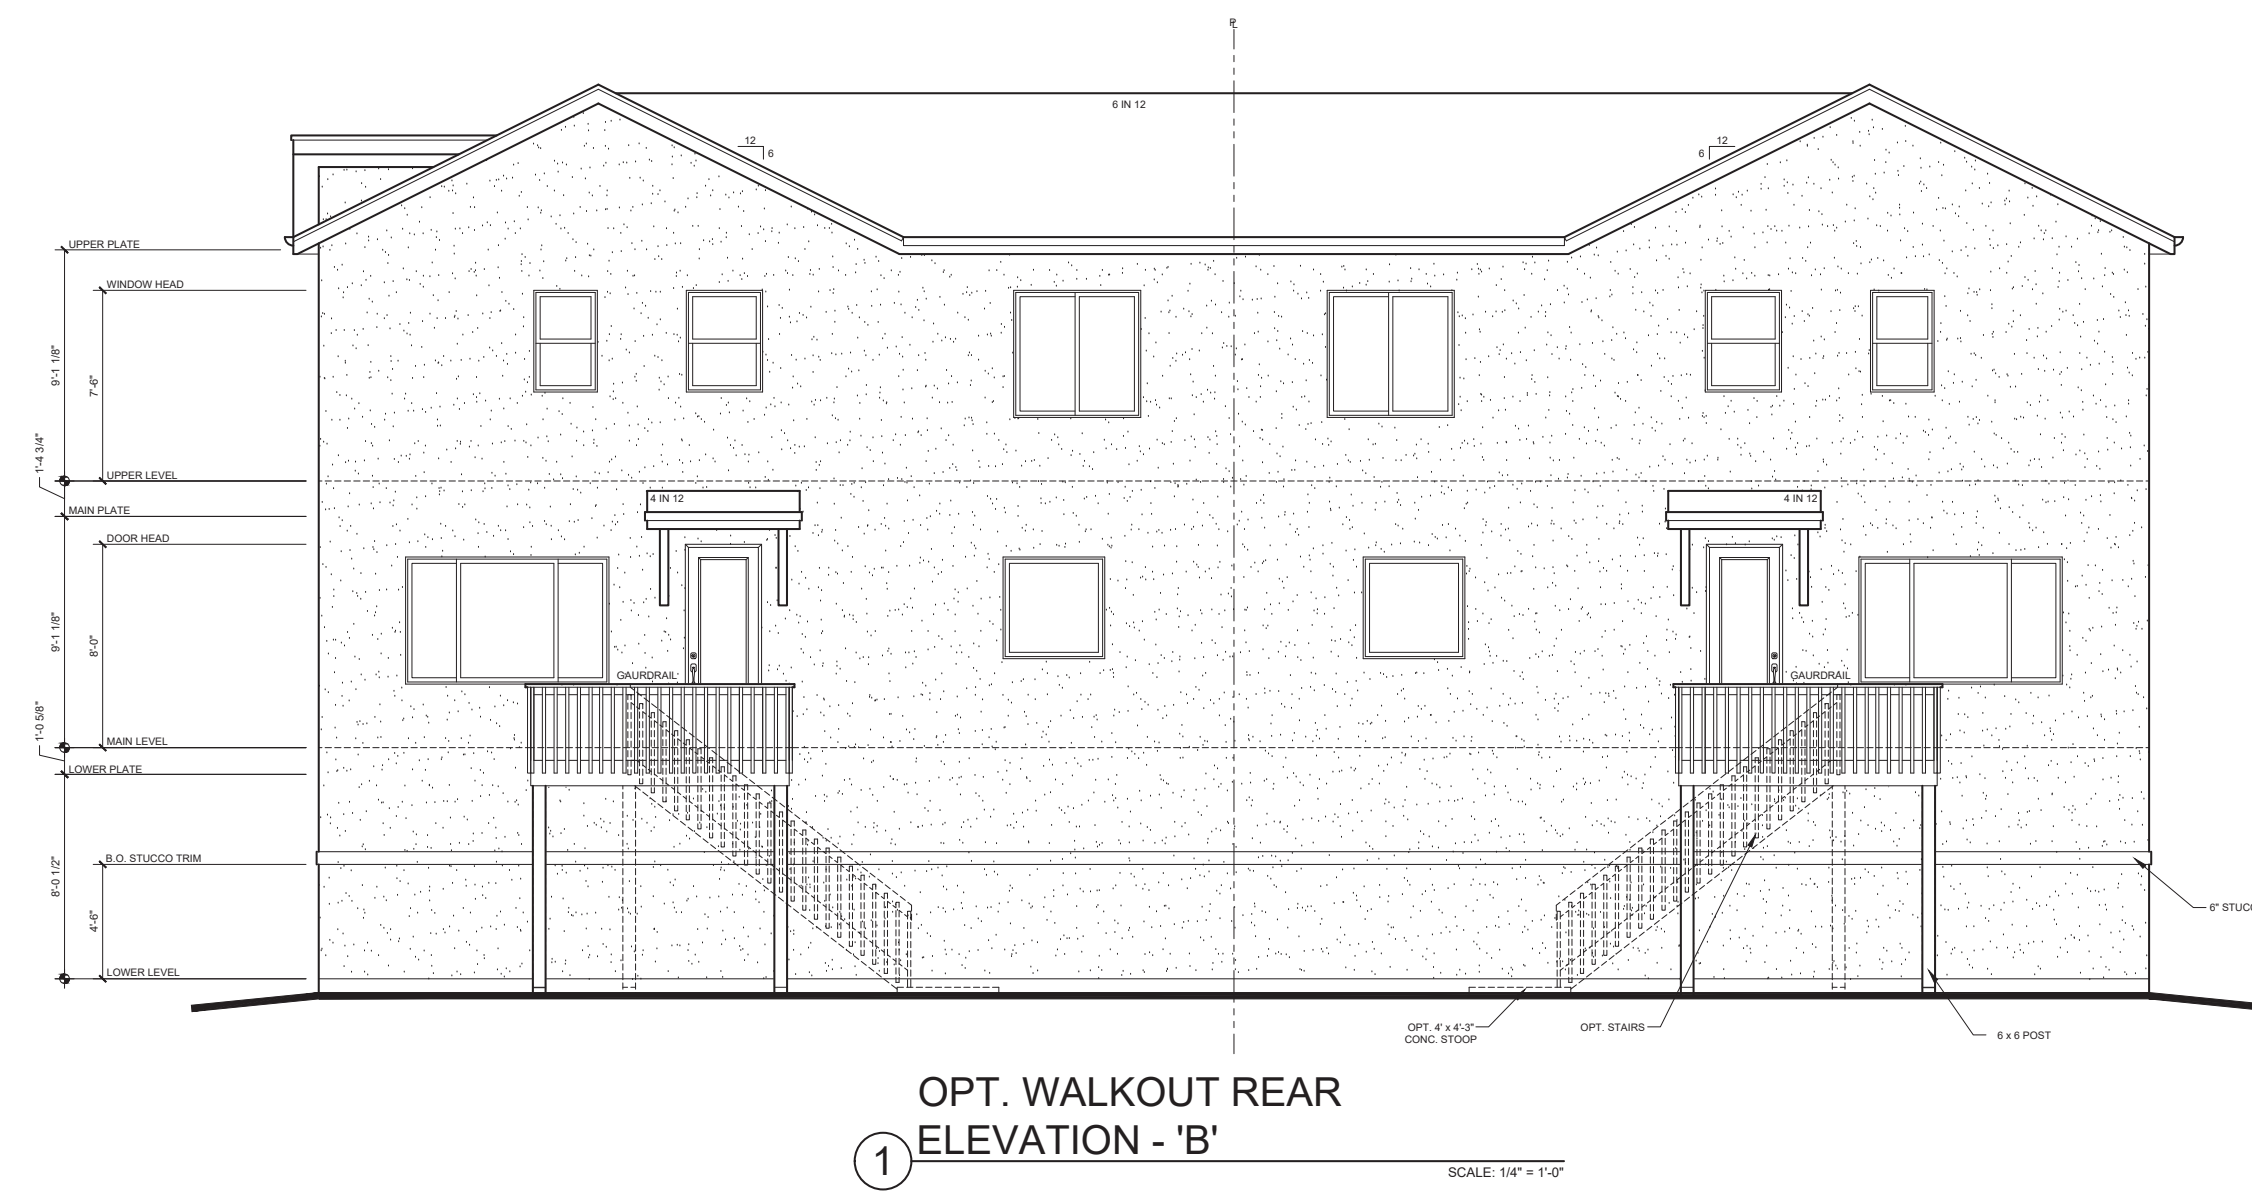 PL
6 IN 12
12
6
12
6
UPPER PLATE
WINDOW HEAD
9'-1 1/8"
7'-6"
1'-4 3/4"
UPPER LEVEL
4 IN 12
4 IN 12
MAIN PLATE
DOOR HEAD
9'-1 1/8"
8'-0"
GAURDRAIL
GAURDRAIL
1'-0 5/8"
MAIN LEVEL
LOWER PLATE
B.O. STUCCO TRIM
8'-0 1/2"
4'-6"
6" STUCC
LOWER LEVEL
OPT. 4' x 4'-3"
CONC. STOOP
OPT. STAIRS
6 x 6 POST
OPT. WALKOUT REAR
1
ELEVATION - 'B'
SCALE: 1/4" = 1'-0"